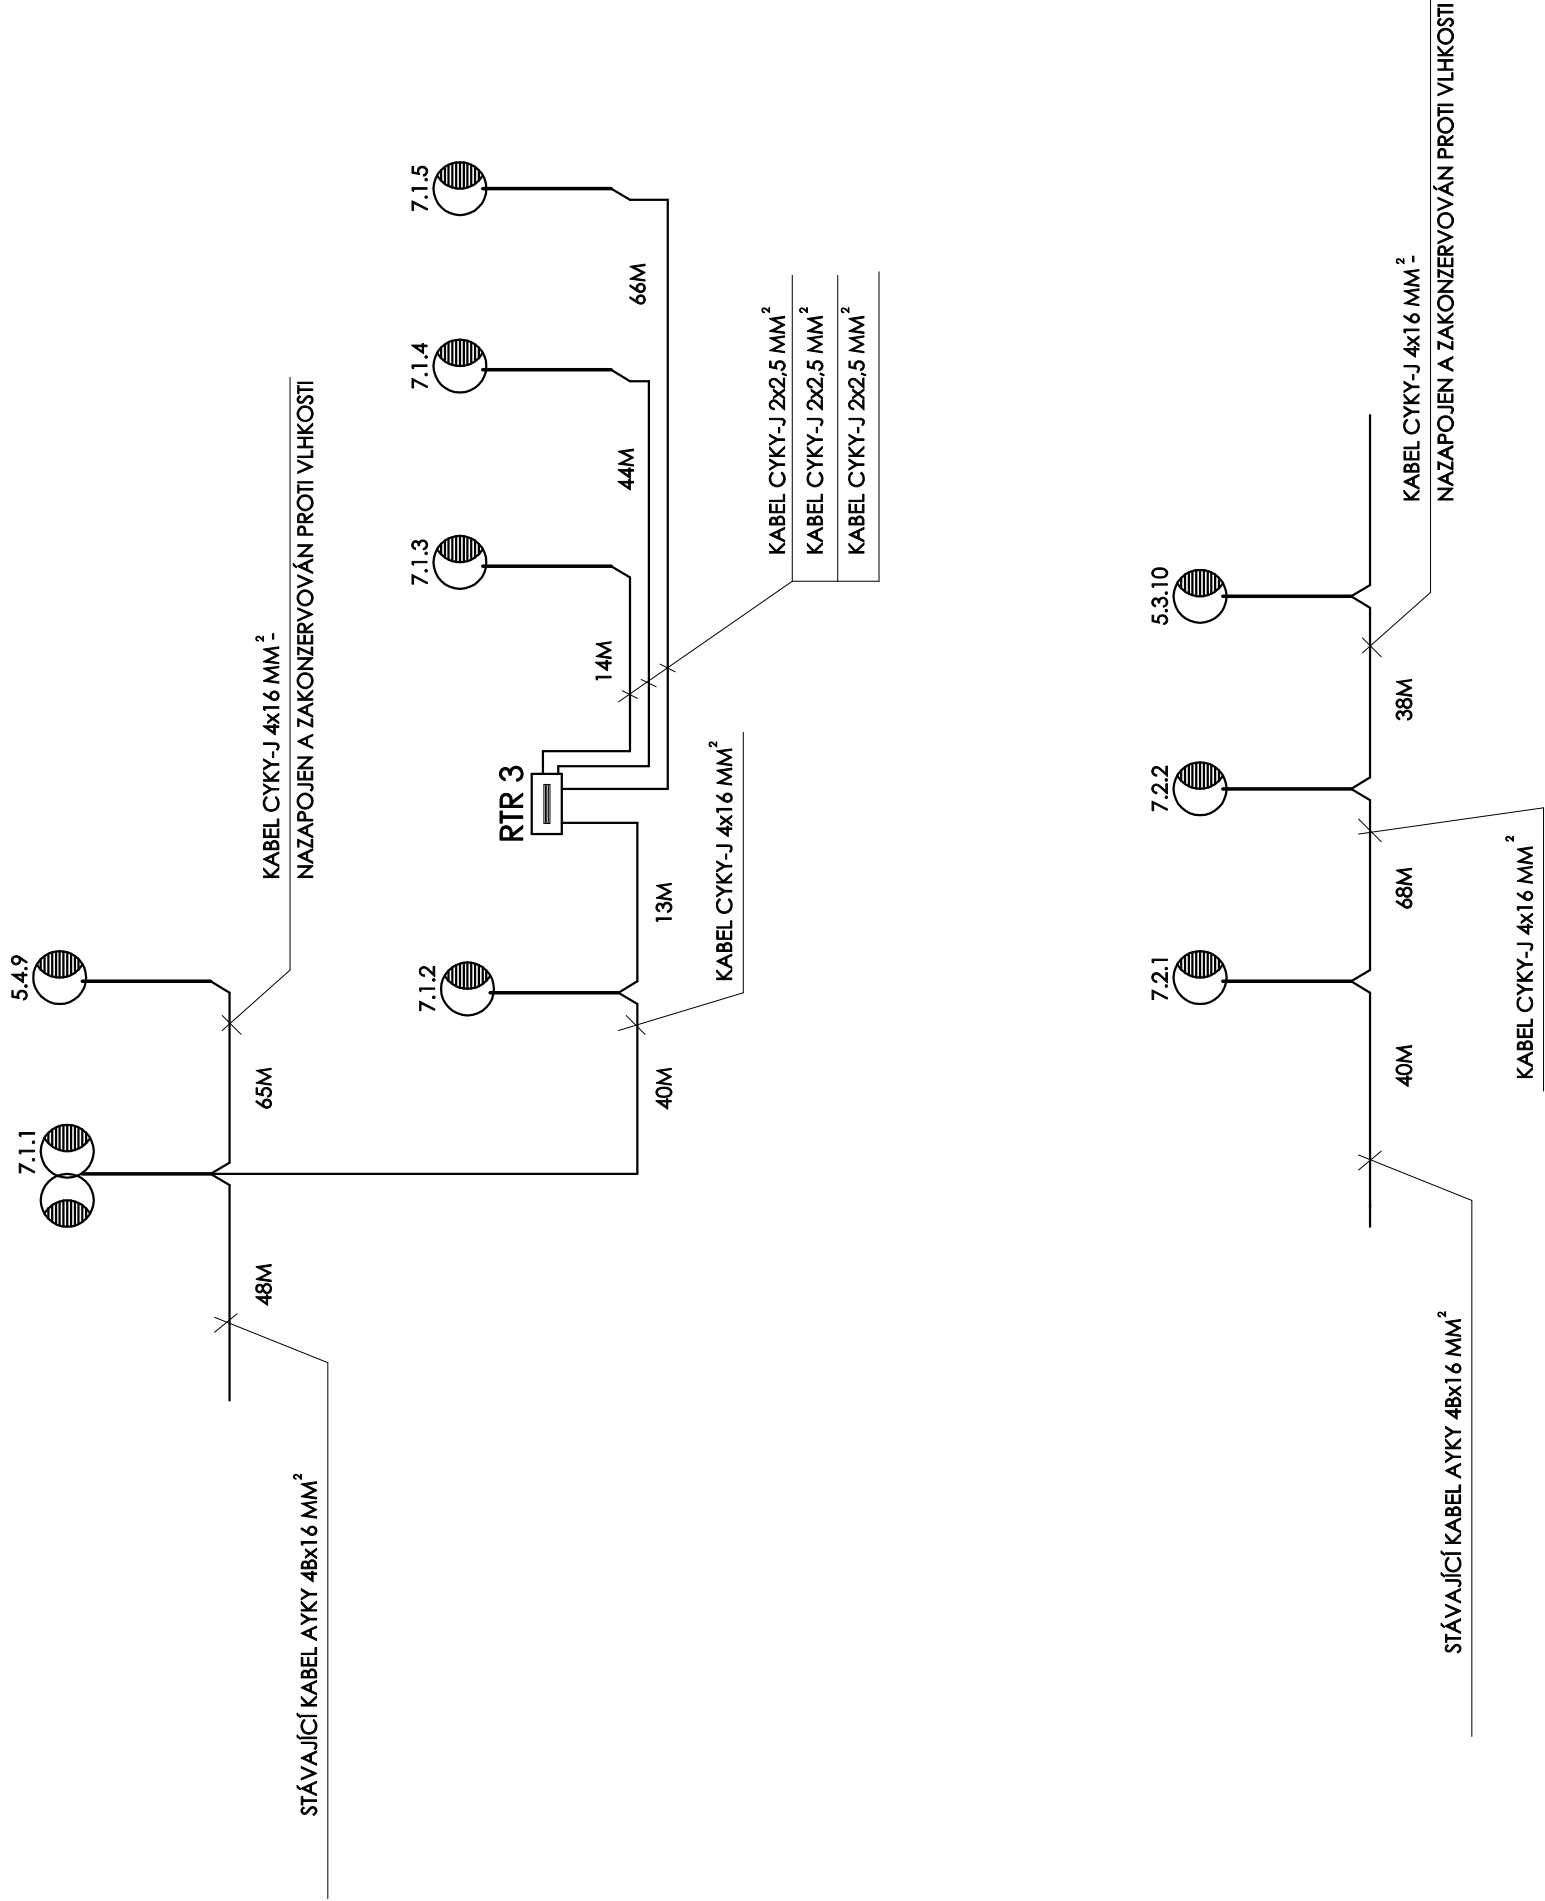 5.4.9
7.1.1
KABEL CYKY-J 4x16 MM² -
NAZAPOJEN A ZAKONZERVOVÁN PROTI VLHKOSTI
65M
48M
STÁVAJÍCÍ KABEL AYKY 4Bx16 MM²
7.1.2
7.1.3
7.1.4
7.1.5
RTR 3
14M
44M
66M
13M
40M
KABEL CYKY-J 4x16 MM²
KABEL CYKY-J 2x2,5 MM²
KABEL CYKY-J 2x2,5 MM²
KABEL CYKY-J 2x2,5 MM²
7.2.1
7.2.2
5.3.10
40M
68M
38M
KABEL CYKY-J 4x16 MM² -
NAZAPOJEN A ZAKONZERVOVÁN PROTI VLHKOSTI
STÁVAJÍCÍ KABEL AYKY 4Bx16 MM²
KABEL CYKY-J 4x16 MM²